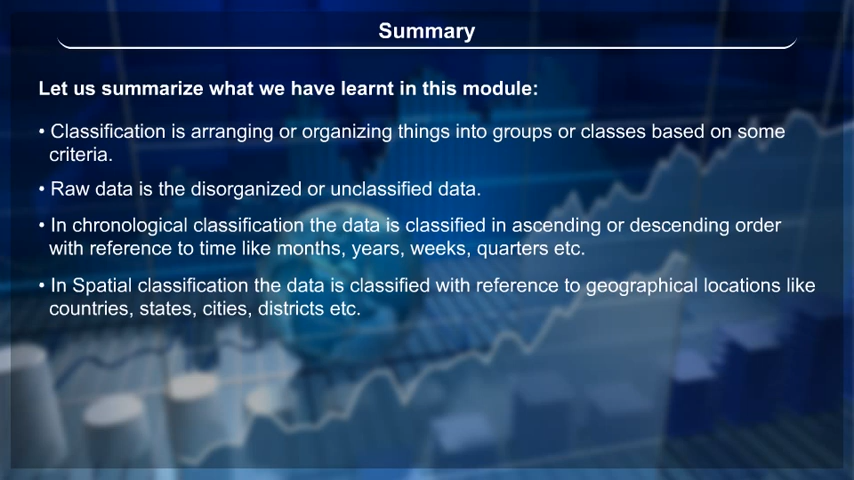 Summary
Let us summarize what we have learnt in this module:
• Classification is arranging or organizing things into groups or classes based on some
criteria.
• Raw data is the disorganized or unclassified data.
• In chronological classification the data is classified in ascending or descending order
with reference to time like months, years, weeks, quarters etc.
• In Spatial classification the data is classified with reference to geographical locations like
countries, states, cities, districts etc.